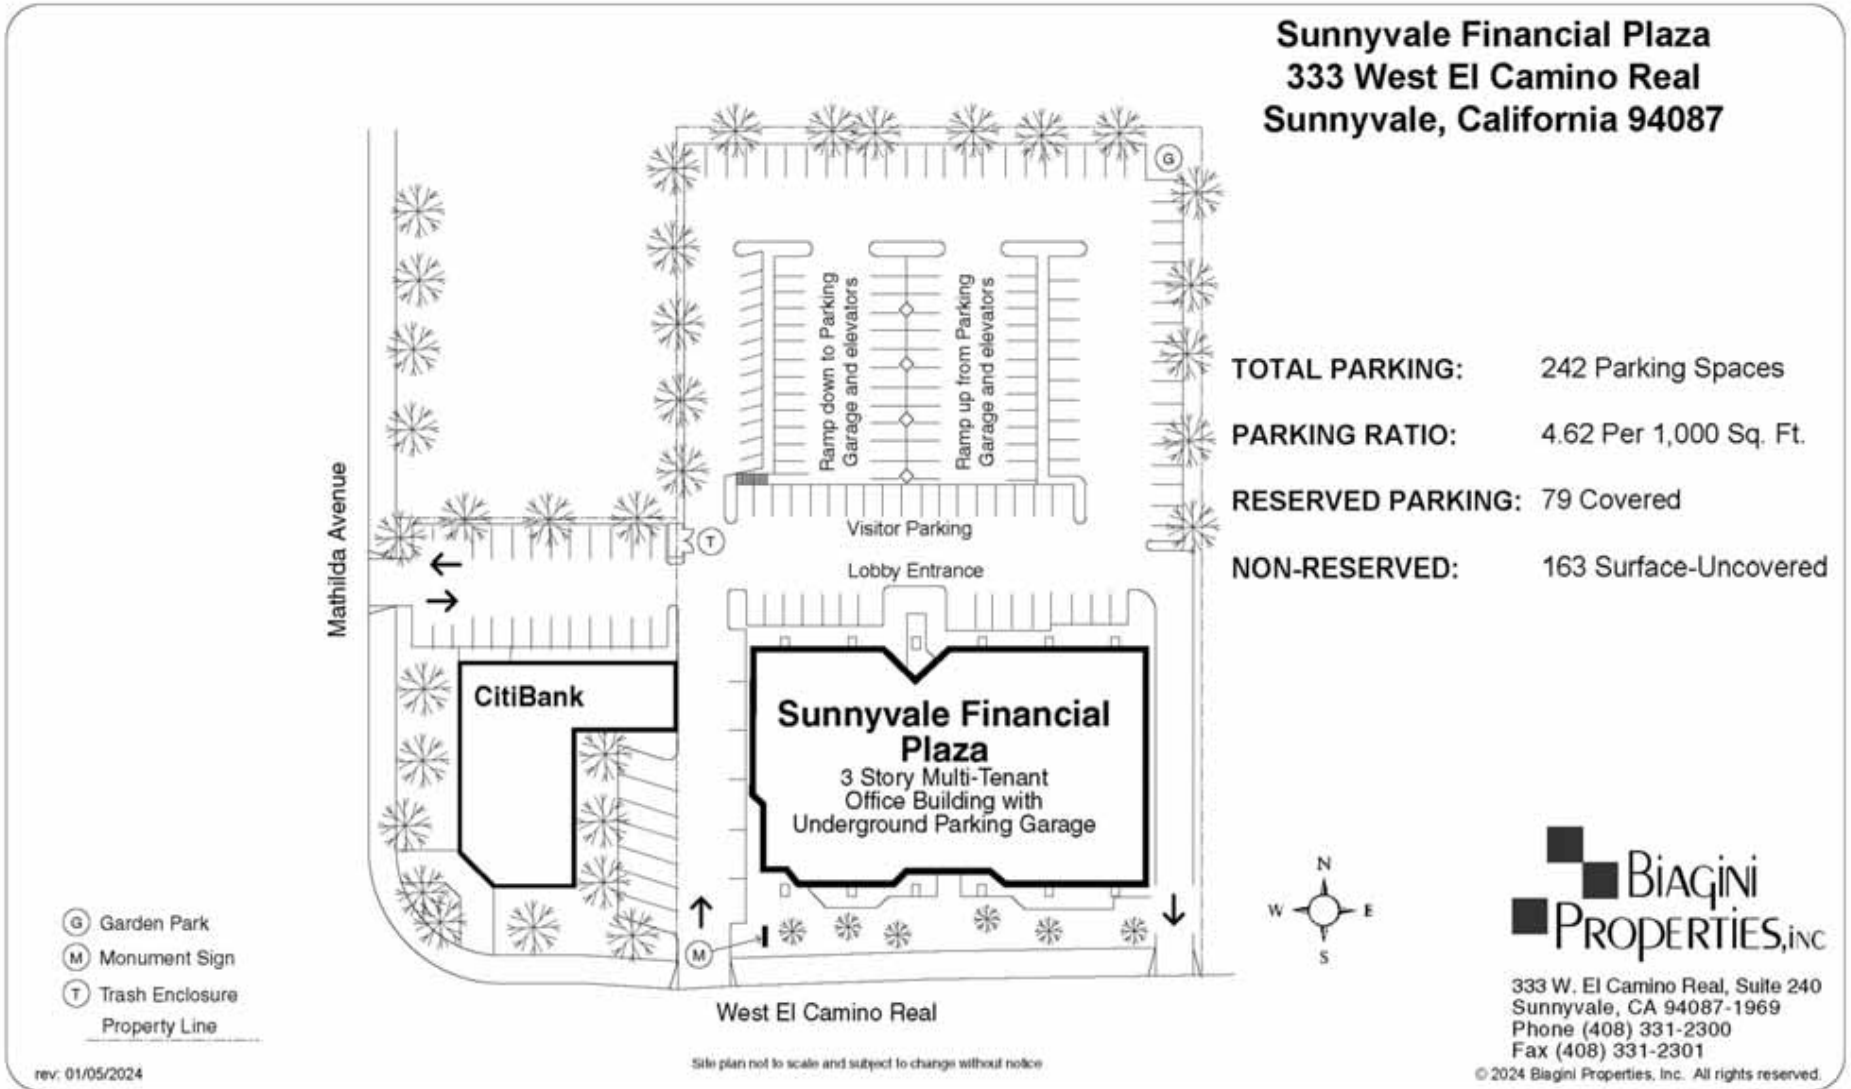 Sunnyvale Financial Plaza
333 West El Camino Real
Sunnyvale, California 94087
G
Ramp down to Parking
Garage and elevators
Ramp up from Parking
Garage and elevators
TOTAL PARKING: 242 Parking Spaces
PARKING RATIO: 4.62 Per 1,000 Sq. Ft.
RESERVED PARKING: 79 Covered
NON-RESERVED: 163 Surface-Uncovered
Mathilda Avenue
Visitor Parking
T
Lobby Entrance
CitiBank
Sunnyvale Financial
Plaza
3 Story Multi-Tenant
Office Building with
Underground Parking Garage
M
West El Camino Real
N
W E
S
G Garden Park
M Monument Sign
T Trash Enclosure
Property Line
rev: 01/05/2024
Site plan not to scale and subject to change without notice
BiAGiNi
PROPERTiES,iNC
333 W. El Camino Real, Suite 240
Sunnyvale, CA 94087-1969
Phone (408) 331-2300
Fax (408) 331-2301
© 2024 Biagini Properties, Inc. All rights reserved.